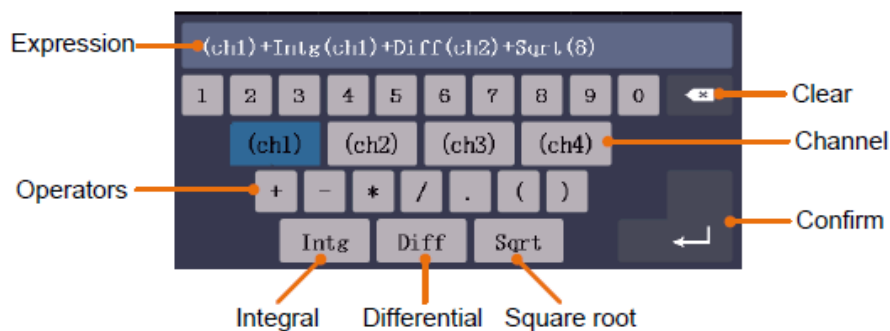 Expression
(ch1)+Intg(ch1)+Diff(ch2)+Sqrt(8)
1 2 3 4 5 6 7 8 9 0
Clear
(ch1) (ch2) (ch3) (ch4)
Channel
Operators
+ - * / . ( )
Confirm
Intg Diff Sqrt
Integral Differential Square root